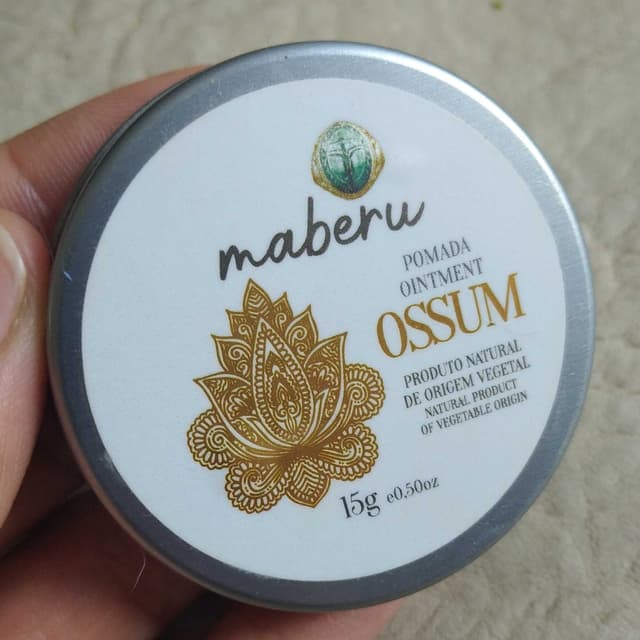 maberu
POMADA
OINTMENT
OSSUM
PRODUTO NATURAL
DE ORIGEM VEGETAL
NATURAL PRODUCT
OF VEGETABLE ORIGIN
15g e0,50oz